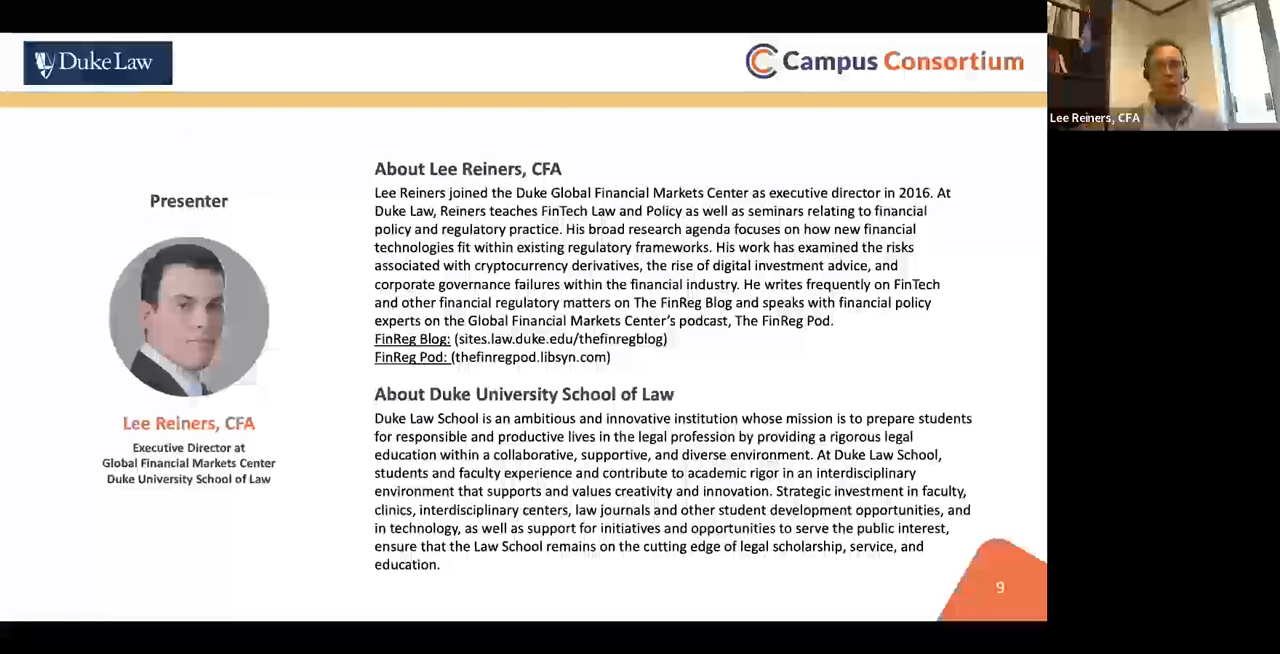 Duke Law
Campus Consortium
Lee Reiners, CFA
Presenter
Lee Reiners, CFA
Executive Director at
Global Financial Markets Center
Duke University School of Law
About Lee Reiners, CFA
Lee Reiners joined the Duke Global Financial Markets Center as executive director in 2016. At
Duke Law, Reiners teaches FinTech Law and Policy as well as seminars relating to financial
policy and regulatory practice. His broad research agenda focuses on how new financial
technologies fit within existing regulatory frameworks. His work has examined the risks
associated with cryptocurrency derivatives, the rise of digital investment advice, and
corporate governance failures within the financial industry. He writes frequently on FinTech
and other financial regulatory matters on The FinReg Blog and speaks with financial policy
experts on the Global Financial Markets Center's podcast, The FinReg Pod.
FinReg Blog: (sites.law.duke.edu/thefinregblog)
FinReg Pod: (thefinregpod.libsyn.com)
About Duke University School of Law
Duke Law School is an ambitious and innovative institution whose mission is to prepare students
for responsible and productive lives in the legal profession by providing a rigorous legal
education within a collaborative, supportive, and diverse environment. At Duke Law School,
students and faculty experience and contribute to academic rigor in an interdisciplinary
environment that supports and values creativity and innovation. Strategic investment in faculty,
clinics, interdisciplinary centers, law journals and other student development opportunities, and
in technology, as well as support for initiatives and opportunities to serve the public interest,
ensure that the Law School remains on the cutting edge of legal scholarship, service, and
education.
9